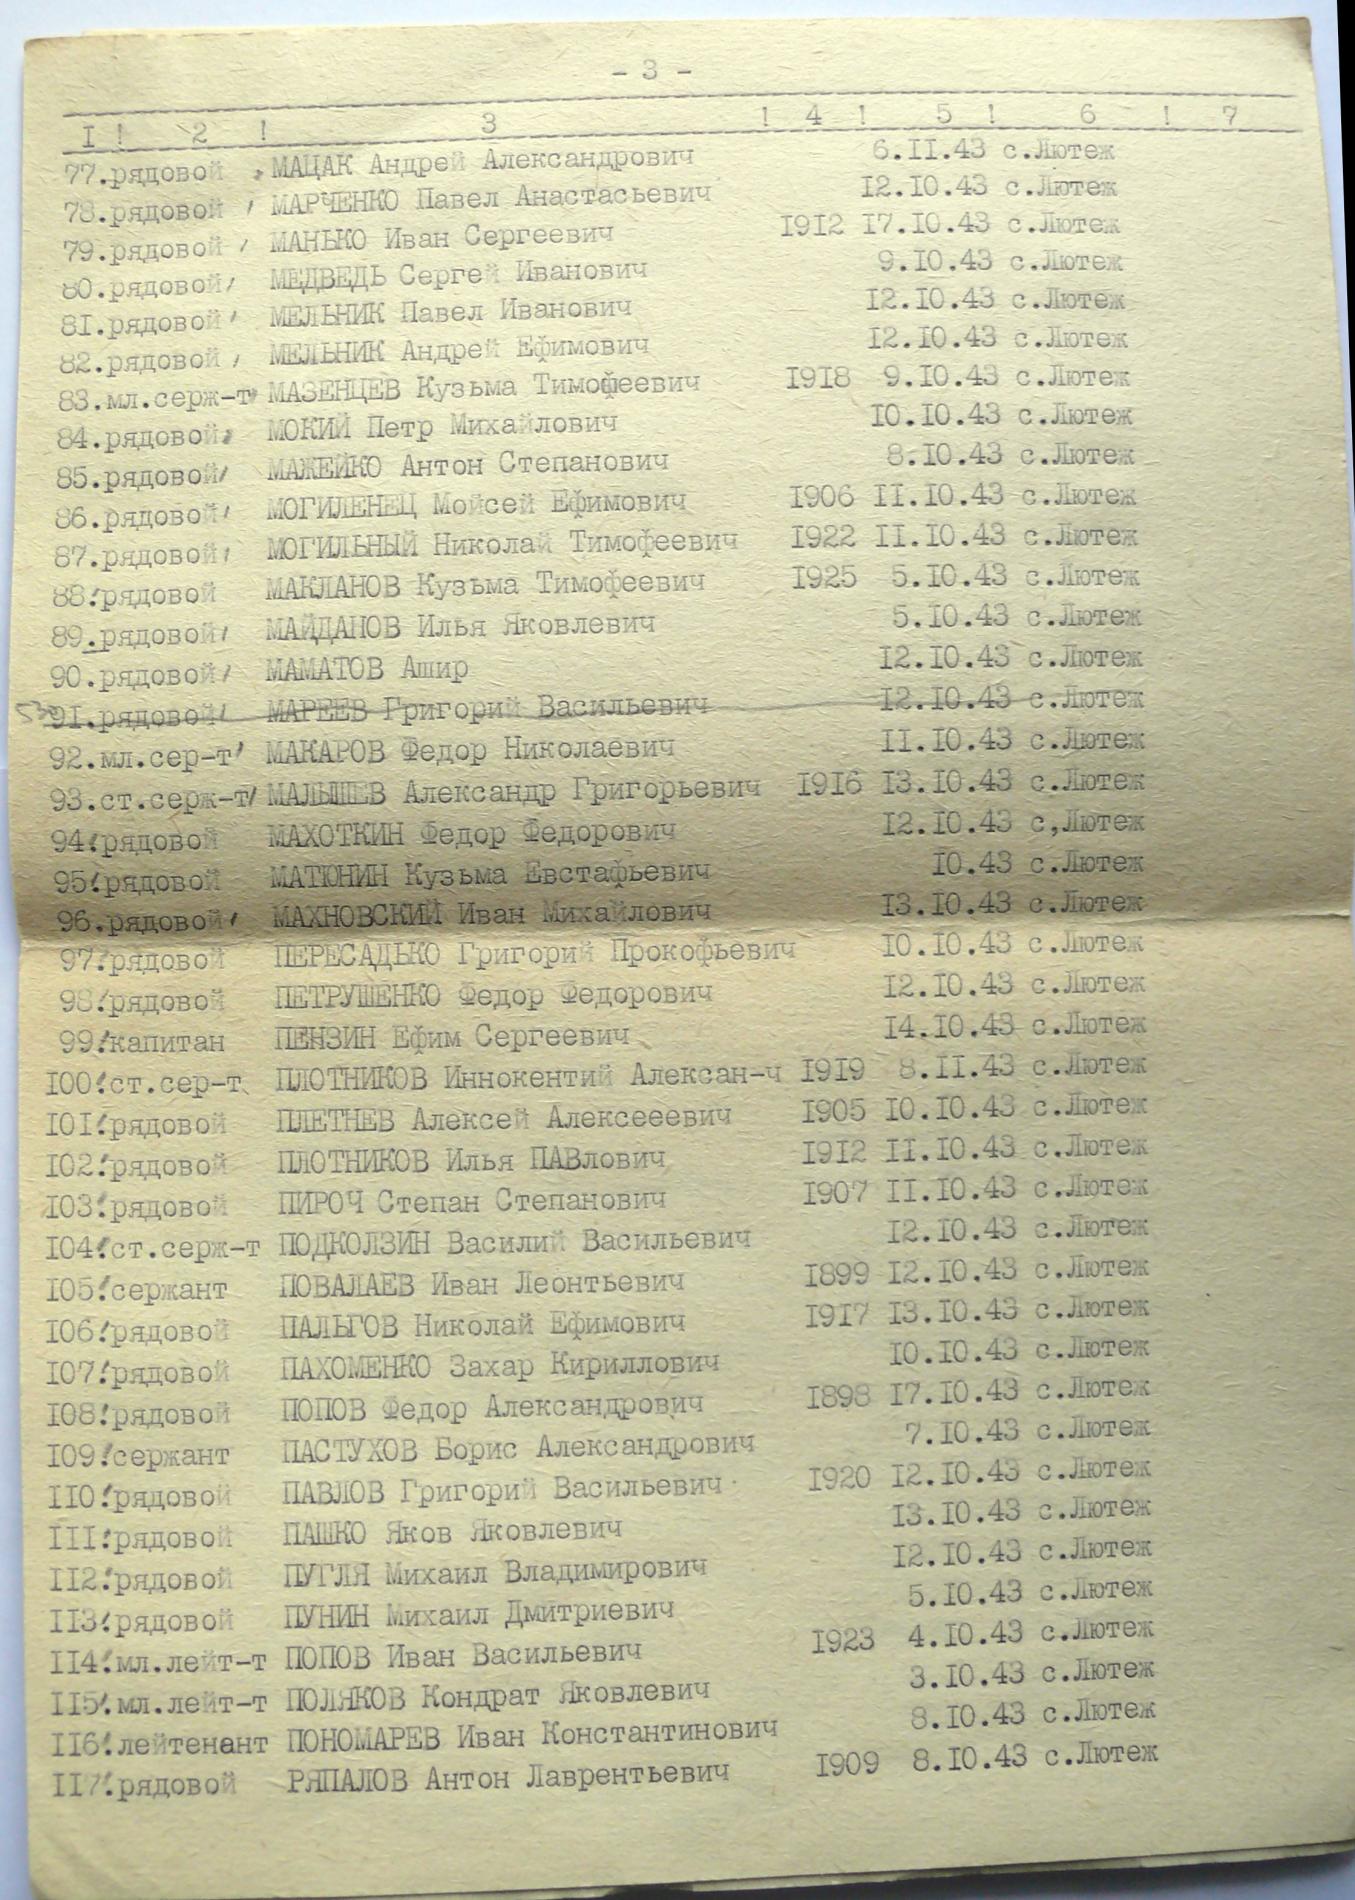 - 3 -
I ! 2 ! 3 ! 4 ! 5 ! 6 ! 7
77.рядовой МАЦАК Андрей Александрович 6.II.43 с.Лютеж
78.рядовой МАРЧЕНКО Павел Анастасьевич I2.I0.43 с.Лютеж
79.рядовой МАНЬКО Иван Сергеевич I9I2 I7.I0.43 с.Лютеж
80.рядовой МЕДВЕДЬ Сергей Иванович 9.I0.43 с.Лютеж
8I.рядовой МЕЛЬНИК Павел Иванович I2.I0.43 с.Лютеж
82.рядовой МЕЛЬНИК Андрей Ефимович I2.I0.43 с.Лютеж
83.мл.серж-т МАЗЕНЦЕВ Кузьма Тимофеевич I9I8 9.I0.43 с.Лютеж
84.рядовой МОКИЙ Петр Михайлович I0.I0.43 с.Лютеж
85.рядовой МАЖЕЙКО Антон Степанович 8.I0.43 с.Лютеж
86.рядовой МОГИЛЕНЕЦ Мойсей Ефимович I906 II.I0.43 с.Лютеж
87.рядовой МОГИЛЬНЫЙ Николай Тимофеевич I922 II.I0.43 с.Лютеж
88.рядовой МАКЛАНОВ Кузьма Тимофеевич I925 5.I0.43 с.Лютеж
89.рядовой МАЙДАНОВ Илья Яковлевич 5.I0.43 с.Лютеж
90.рядовой МАМАТОВ Ашир I2.I0.43 с.Лютеж
9I.рядовой МАРЕЕВ Григорий Васильевич I2.I0.43 с.Лютеж
92.мл.сер-т МАКАРОВ Федор Николаевич II.I0.43 с.Лютеж
93.ст.серж-т МАЛЫШЕВ Александр Григорьевич I9I6 I3.I0.43 с.Лютеж
94.рядовой МАХОТКИН Федор Федорович I2.I0.43 с,Лютеж
95.рядовой МАТЮНИН Кузьма Евстафьевич I0.43 с.Лютеж
96.рядовой МАХНОВСКИЙ Иван Михайлович I3.I0.43 с.Лютеж
97.рядовой ПЕРЕСАДЬКО Григорий Прокофьевич I0.I0.43 с.Лютеж
98.рядовой ПЕТРУШЕНКО Федор Федорович I2.I0.43 с.Лютеж
99.капитан ПЕНЗИН Ефим Сергеевич I4.I0.43 с.Лютеж
I00.ст.сер-т ПЛОТНИКОВ Иннокентий Алексан-ч I9I9 8.II.43 с.Лютеж
I0I.рядовой ПЛЕТНЕВ Алексей Алексееевич I905 I0.I0.43 с.Лютеж
I02.рядовой ПЛОТНИКОВ Илья ПАВлович I9I2 II.I0.43 с.Лютеж
I03.рядовой ПИРОЧ Степан Степанович I907 II.I0.43 с.Лютеж
I04.ст.серж-т ПОДКОЛЗИН Василий Васильевич I2.I0.43 с.Лютеж
I05.сержант ПОВАЛАЕВ Иван Леонтьевич I899 I2.I0.43 с.Лютеж
I06.рядовой ПАЛЬГОВ Николай Ефимович I9I7 I3.I0.43 с.Лютеж
I07.рядовой ПАХОМЕНКО Захар Кириллович I0.I0.43 с.Лютеж
I08.рядовой ПОПОВ Федор Александрович I898 I7.I0.43 с.Лютеж
I09.сержант ПАСТУХОВ Борис Александрович 7.I0.43 с.Лютеж
II0.рядовой ПАВЛОВ Григорий Васильевич I920 I2.I0.43 с.Лютеж
III.рядовой ПАШКО Яков Яковлевич I3.I0.43 с.Лютеж
II2.рядовой ПУГЛЯ Михаил Владимирович I2.I0.43 с.Лютеж
II3.рядовой ПУНИН Михаил Дмитриевич 5.I0.43 с.Лютеж
II4.мл.лейт-т ПОПОВ Иван Васильевич I923 4.I0.43 с.Лютеж
II5.мл.лейт-т ПОЛЯКОВ Кондрат Яковлевич 3.I0.43 с.Лютеж
II6.лейтенант ПОНОМАРЕВ Иван Константинович 8.I0.43 с.Лютеж
II7.рядовой РЯПАЛОВ Антон Лаврентьевич I909 8.I0.43 с.Лютеж